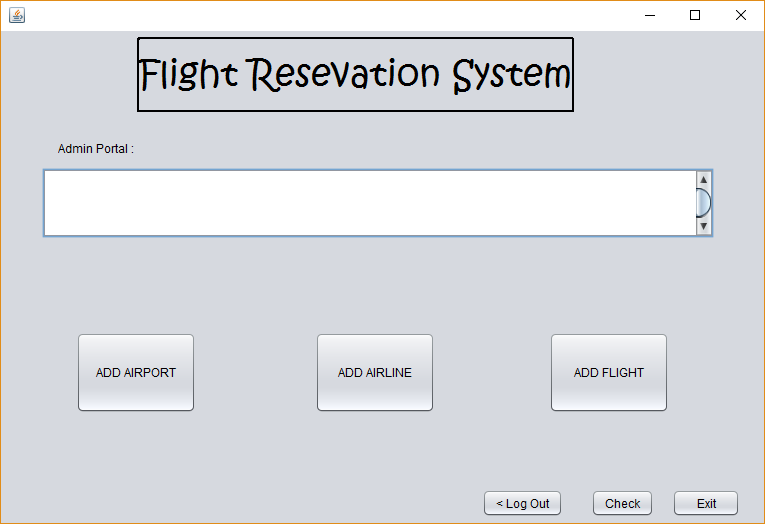 Flight Resevation System
Admin Portal :
ADD AIRPORT
ADD AIRLINE
ADD FLIGHT
< Log Out
Check
Exit